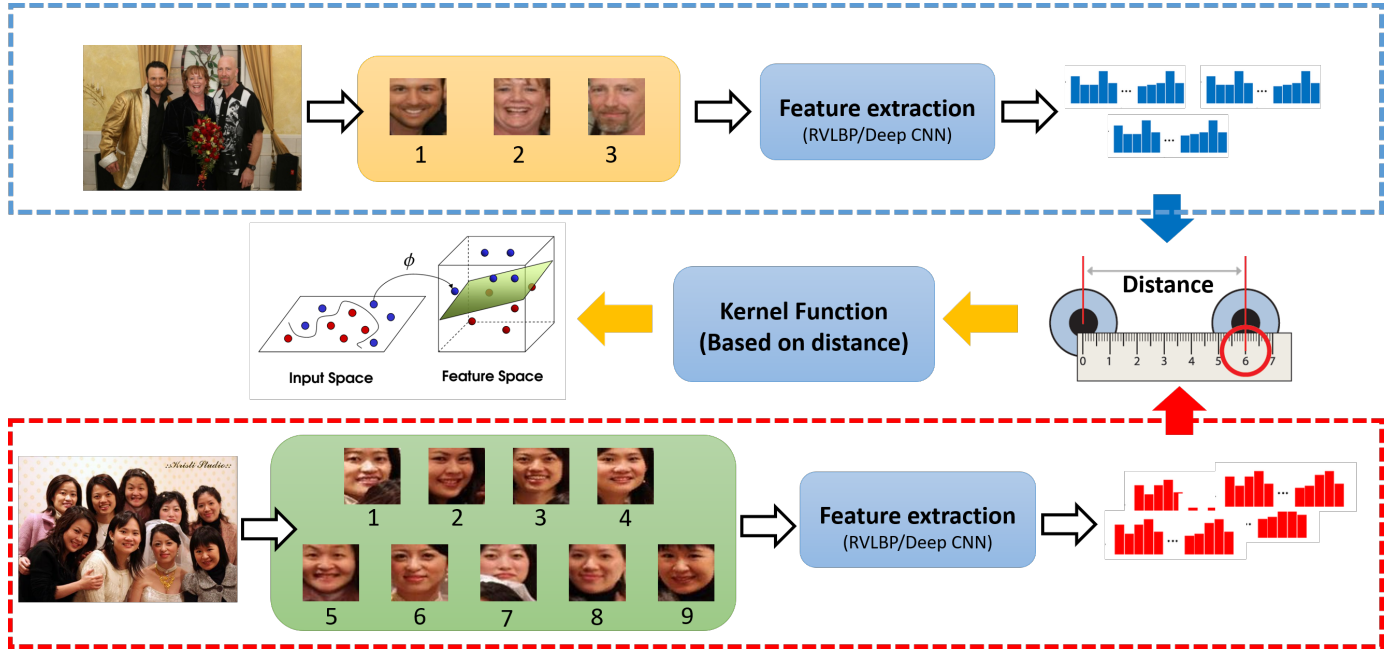 1 2 3
Feature extraction
(RVLBP/Deep CNN)
... ...
...
ϕ
Input Space
Feature Space
Kernel Function
(Based on distance)
Distance
0 1 2 3 4 5 6 7
::Kristi Studio::
1 2 3 4
5 6 7 8 9
Feature extraction
(RVLBP/Deep CNN)
...
... ...